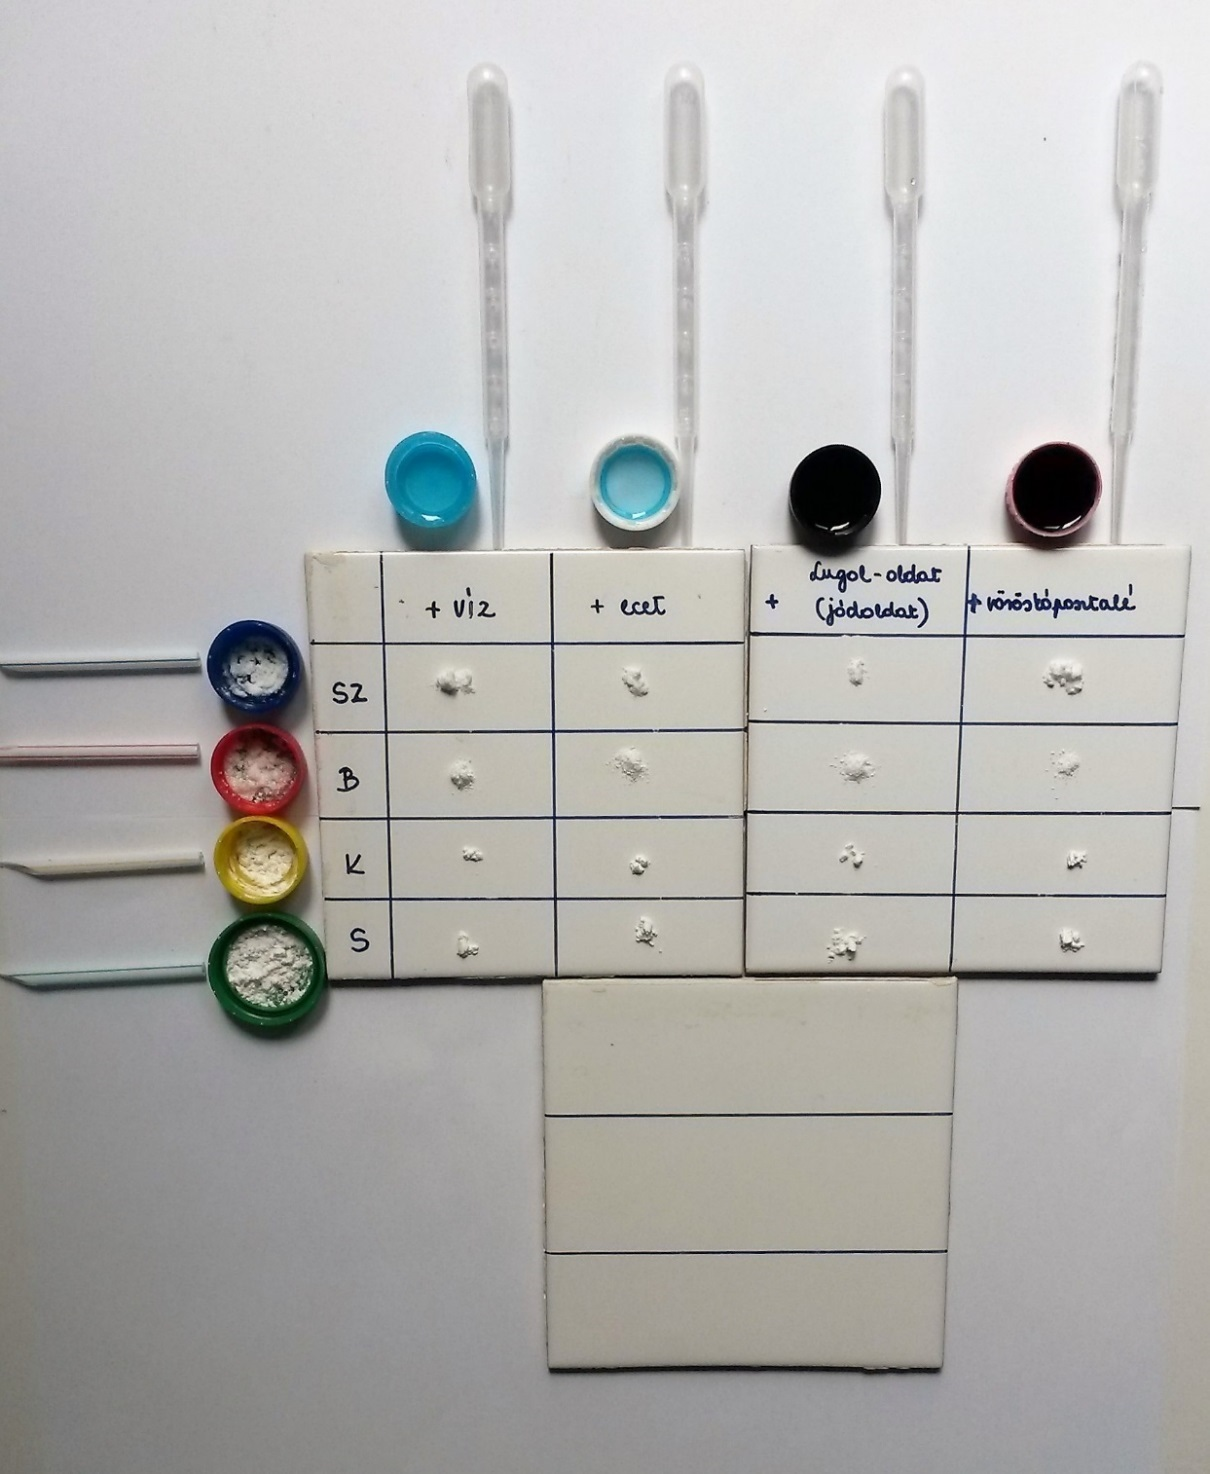 + víz
+ ecet
Lugol-oldat
+ (jódoldat)
+ vöröskáposztalé
SZ
B
K
S